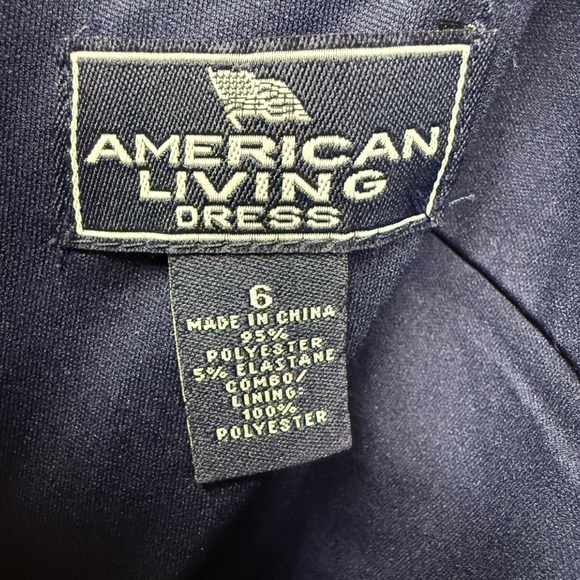 AMERICAN
LIVING
DRESS
6
MADE IN CHINA
95%
POLYESTER
5% ELASTANE
COMBO/
LINING:
100%
POLYESTER